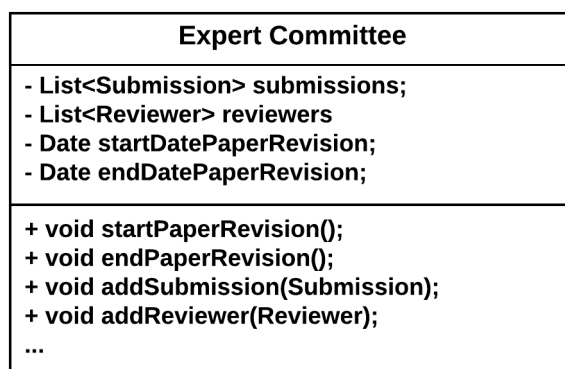 Expert Committee
- List<Submission> submissions;
- List<Reviewer> reviewers
- Date startDatePaperRevision;
- Date endDatePaperRevision;
+ void startPaperRevision();
+ void endPaperRevision();
+ void addSubmission(Submission);
+ void addReviewer(Reviewer);
...